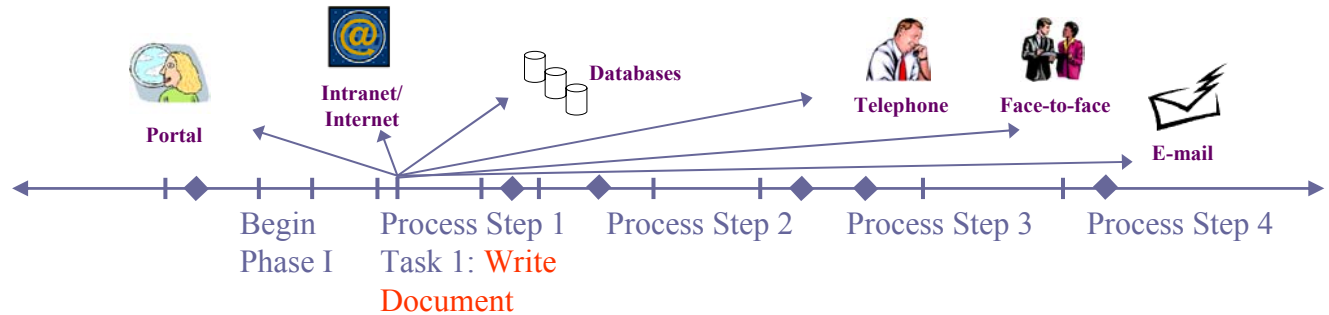 @
Databases
Intranet/
Internet
Telephone
Face-to-face
Portal
E-mail
Begin
Phase I
Process Step 1
Task 1: Write
Document
Process Step 2
Process Step 3
Process Step 4